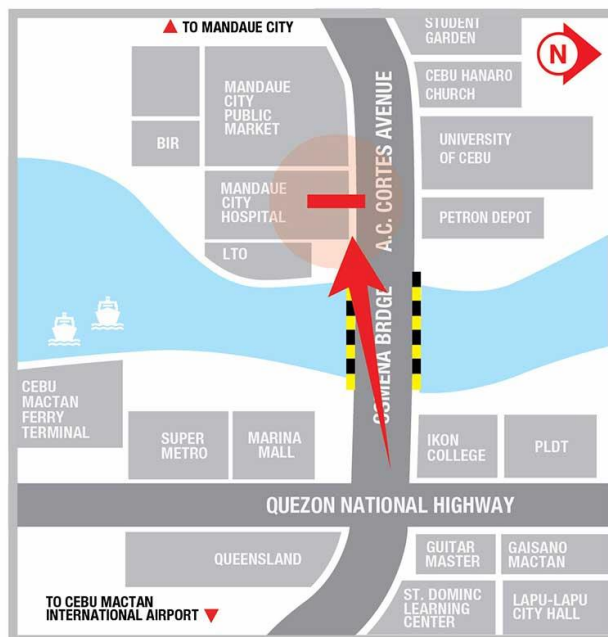 TO MANDAUE CITY
STUDENT
GARDEN
N
CEBU HANARO
CHURCH
MANDAUE
CITY
PUBLIC
MARKET
BIR
A.C. CORTES AVENUE
UNIVERSITY
OF CEBU
MANDAUE
CITY
HOSPITAL
PETRON DEPOT
LTO
OSMENA BRDGE
CEBU
MACTAN
FERRY
TERMINAL
SUPER
METRO
MARINA
MALL
IKON
COLLEGE
PLDT
QUEZON NATIONAL HIGHWAY
QUEENSLAND
GUITAR
MASTER
GAISANO
MACTAN
TO CEBU MACTAN
INTERNATIONAL AIRPORT
ST. DOMINC
LEARNING
CENTER
LAPU-LAPU
CITY HALL